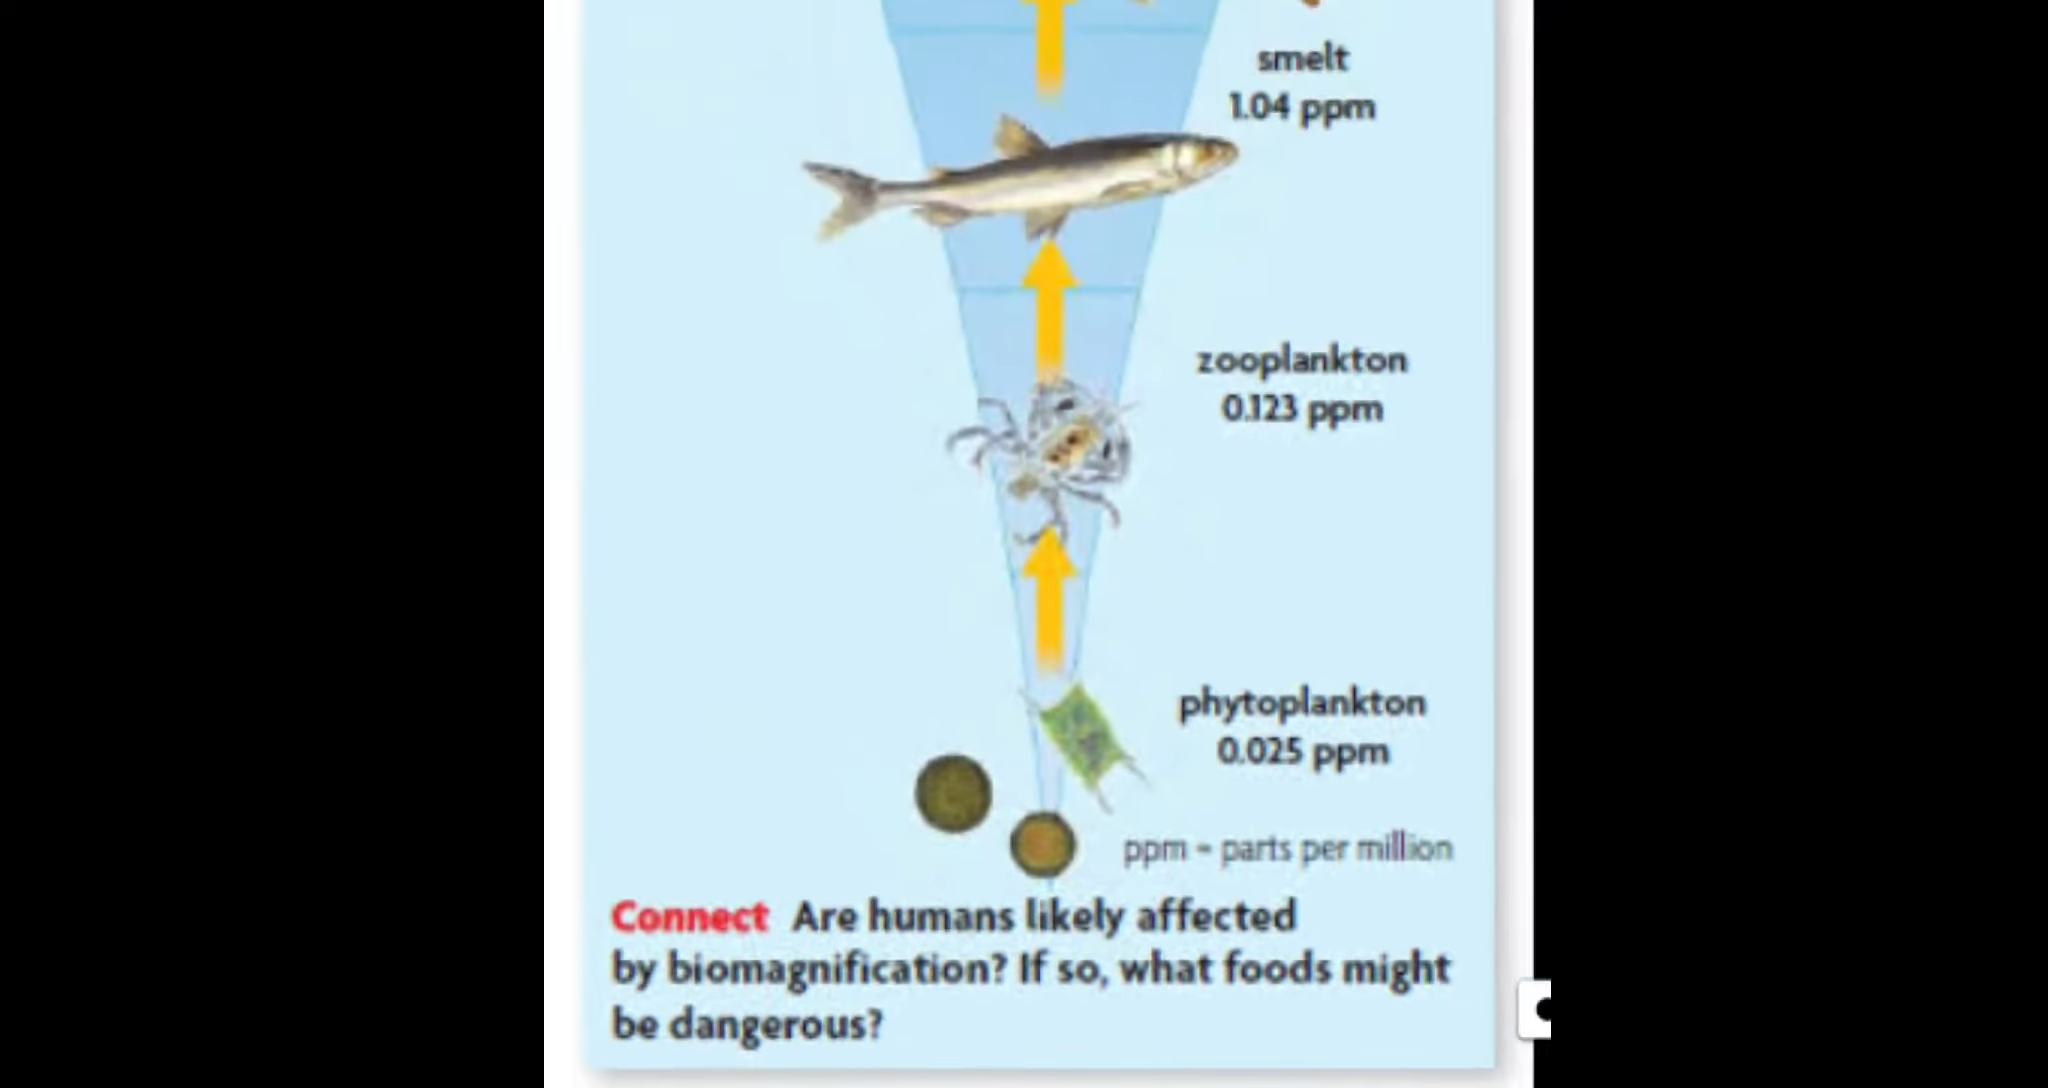 smelt
1.04 ppm
zooplankton
0.123 ppm
phytoplankton
0.025 ppm
ppm = parts per million
Connect Are humans likely affected
by biomagnification? If so, what foods might
be dangerous?